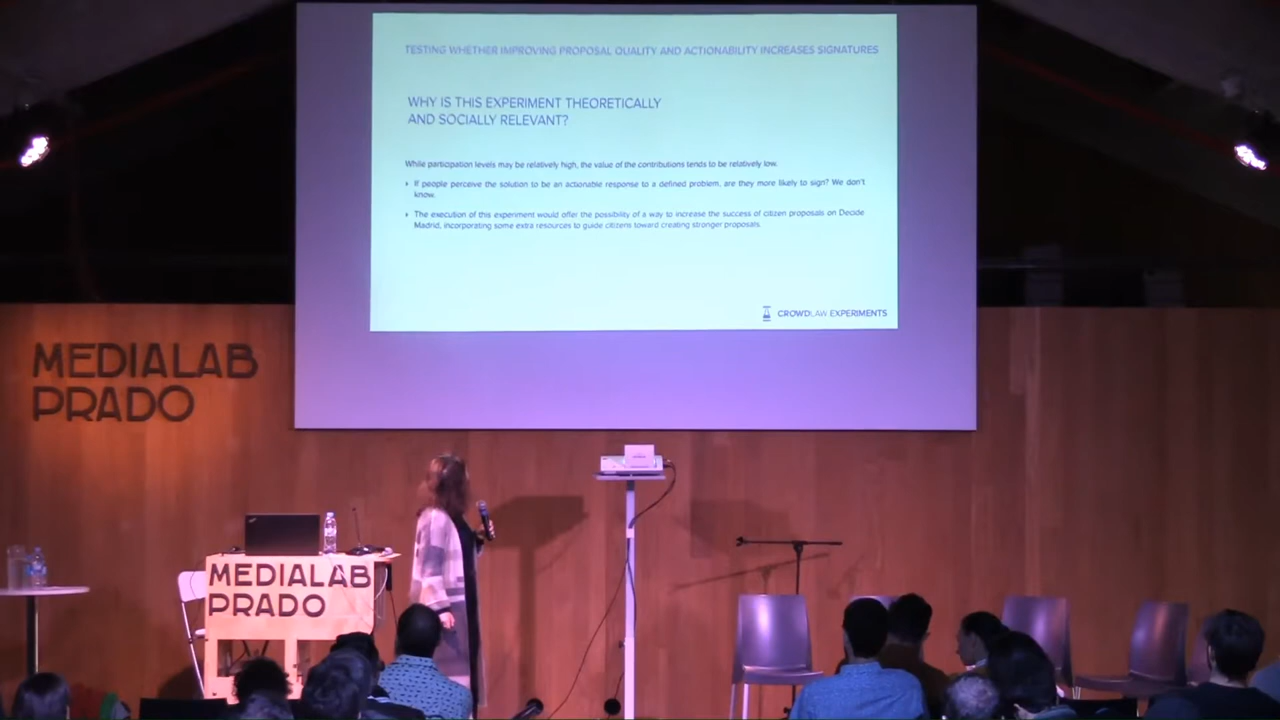 TESTING WHETHER IMPROVING PROPOSAL QUALITY AND ACTIONABILITY INCREASES SIGNATURES
WHY IS THIS EXPERIMENT THEORETICALLY
AND SOCIALLY RELEVANT?
While participation levels may be relatively high, the value of the contributions tends to be relatively low.
If people perceive the solution to be an actionable response to a defined problem, are they more likely to sign? We don't
know.
The execution of this experiment would offer the possibility of a way to increase the success of citizen proposals on Decide
Madrid, incorporating some extra resources to guide citizens toward creating stronger proposals.
CROWDLAW.EXPERIMENTS
MEDIALAB
PRADO
MEDIALAB
PRADO